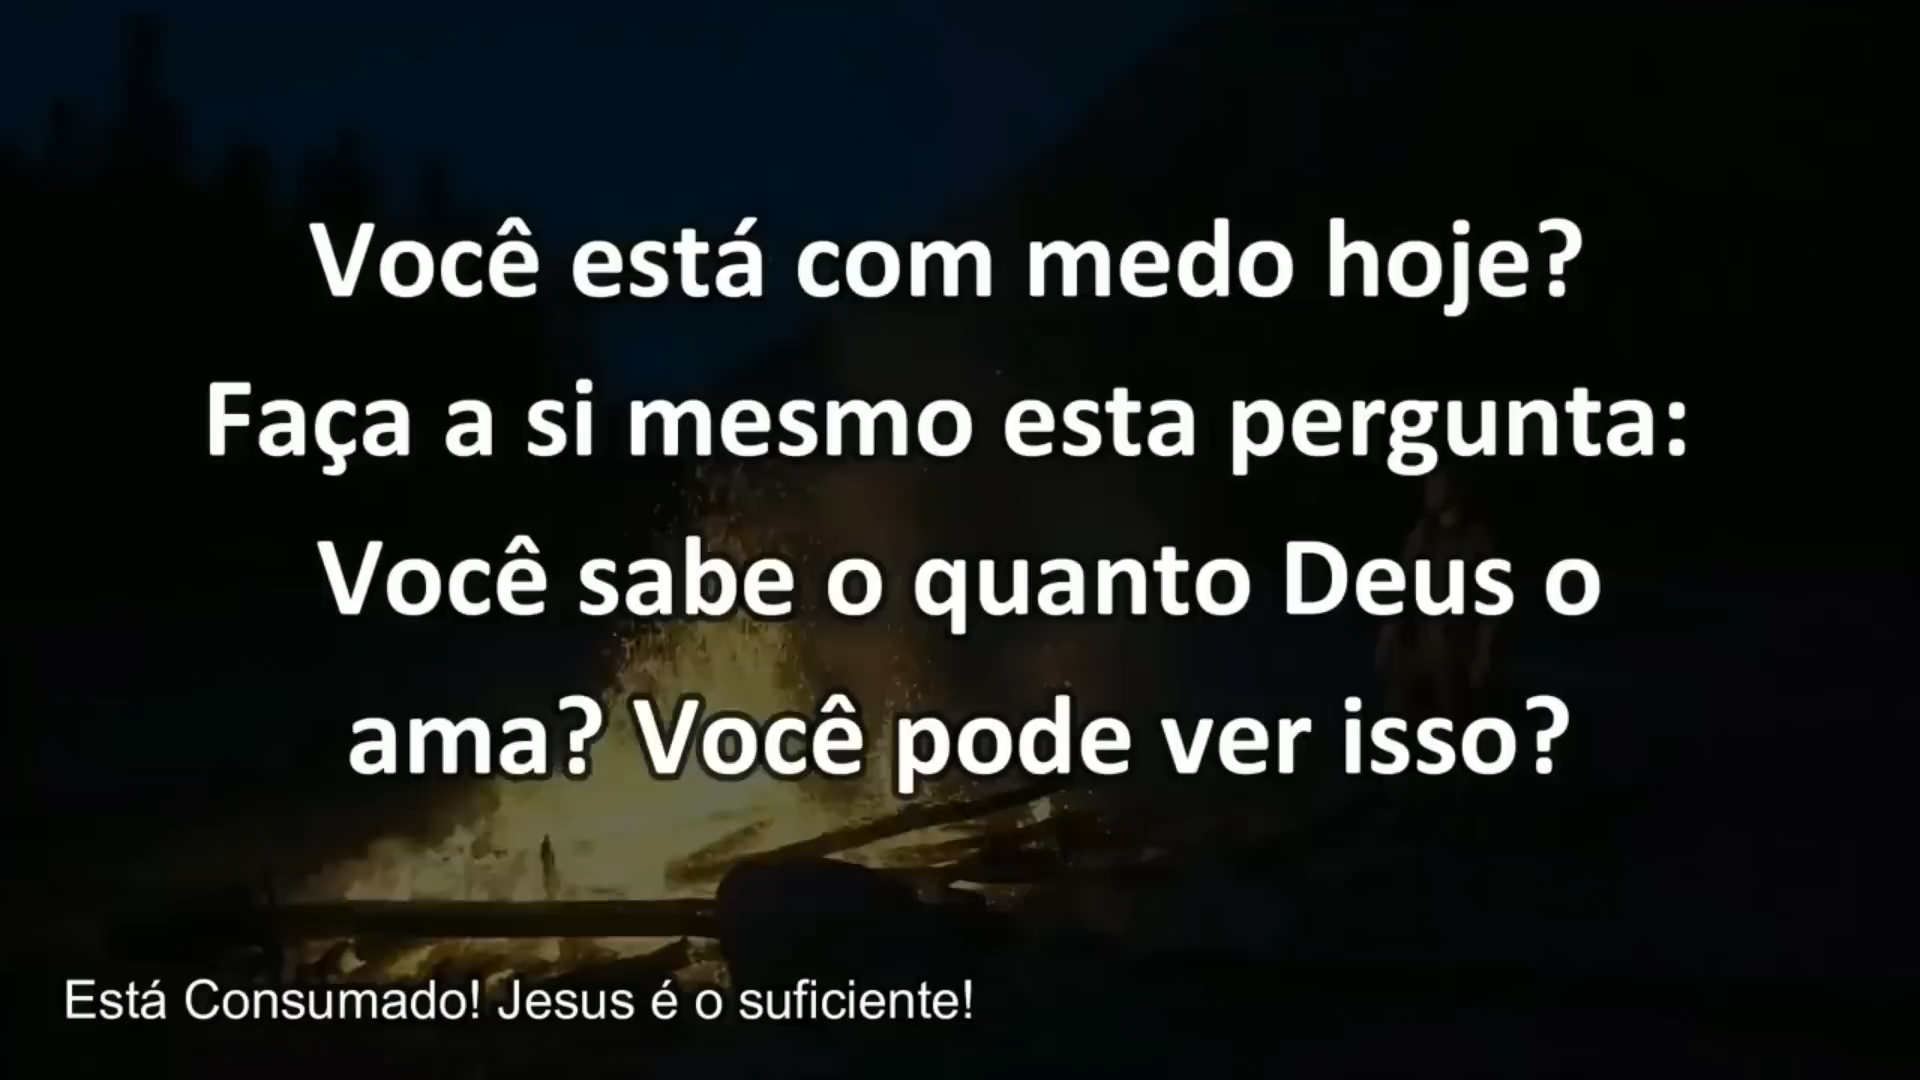 Você está com medo hoje?
Faça a si mesmo esta pergunta:
Você sabe o quanto Deus o
ama? Você pode ver isso?
Está Consumado! Jesus é o suficiente!